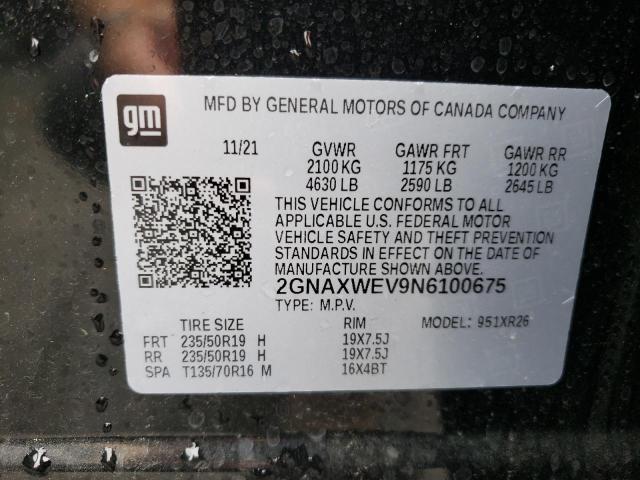 gm
MFD BY GENERAL MOTORS OF CANADA COMPANY
11/21 GVWR GAWR FRT GAWR RR
2100 KG 1175 KG 1200 KG
4630 LB 2590 LB 2645 LB
THIS VEHICLE CONFORMS TO ALL
APPLICABLE U.S. FEDERAL MOTOR
VEHICLE SAFETY AND THEFT PREVENTION
STANDARDS IN EFFECT ON THE DATE OF
MANUFACTURE SHOWN ABOVE.
2GNAXWEV9N6100675
TYPE: M.P.V. MODEL: 951XR26
TIRE SIZE RIM
FRT 235/50R19 H 19X7.5J
RR 235/50R19 H 19X7.5J
SPA T135/70R16 M 16X4BT